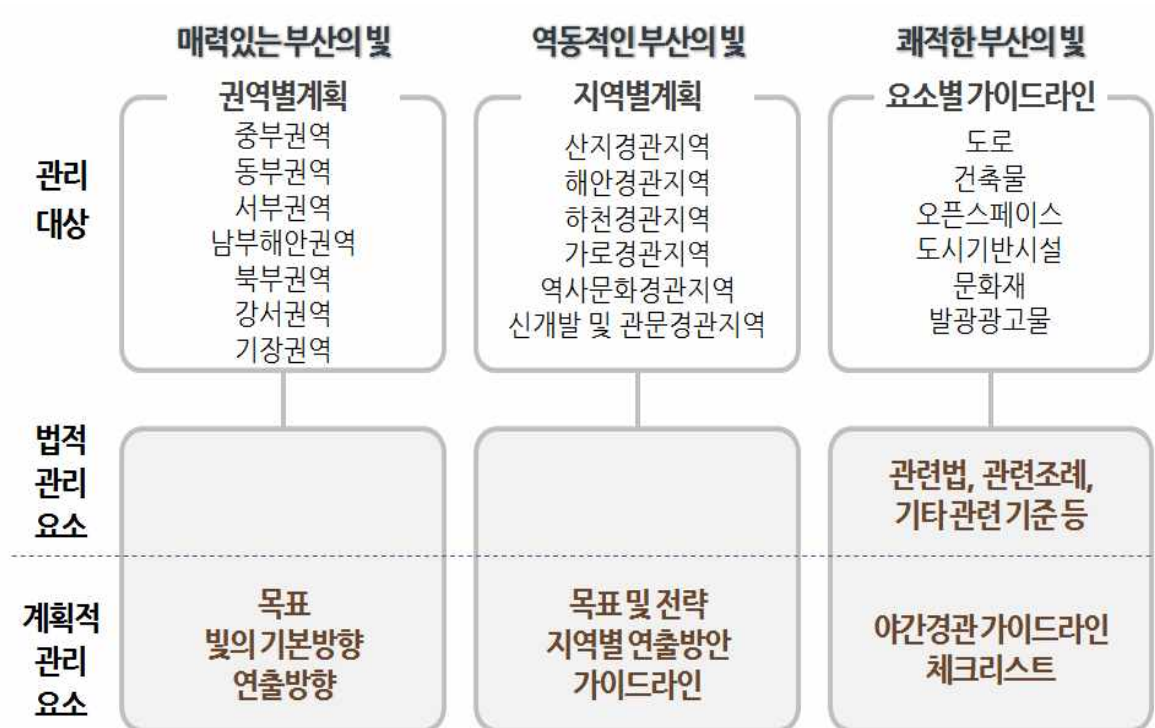 매력있는 부산의 빛
역동적인 부산의 빛
쾌적한 부산의 빛
관리
대상
권역별계획
중부권역
동부권역
서부권역
남부해안권역
북부권역
강서권역
기장권역
지역별계획
산지경관지역
해안경관지역
하천경관지역
가로경관지역
역사문화경관지역
신개발 및 관문경관지역
요소별 가이드라인
도로
건축물
오픈스페이스
도시기반시설
문화재
발광광고물
법적
관리
요소
관련법, 관련조례,
기타 관련 기준 등
계획적
관리
요소
목표
빛의 기본방향
연출방향
목표 및 전략
지역별 연출방안
가이드라인
야간경관 가이드라인
체크리스트